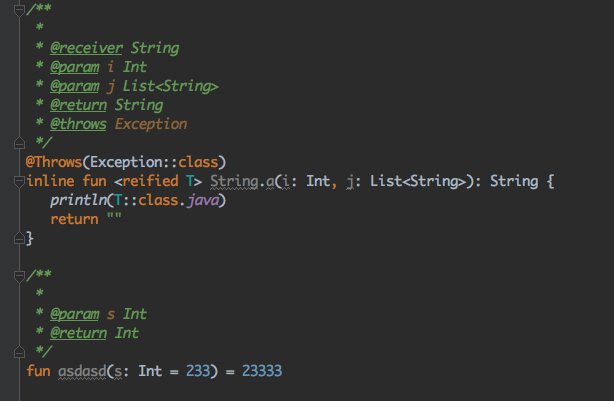 /**
 *
 * @receiver String
 * @param i Int
 * @param j List<String>
 * @return String
 * @throws Exception
 */
@Throws(Exception::class)
inline fun <reified T> String.a(i: Int, j: List<String>): String {
   println(T::class.java)
   return ""
}
/**
 *
 * @param s Int
 * @return Int
 */
fun asdasd(s: Int = 233) = 23333